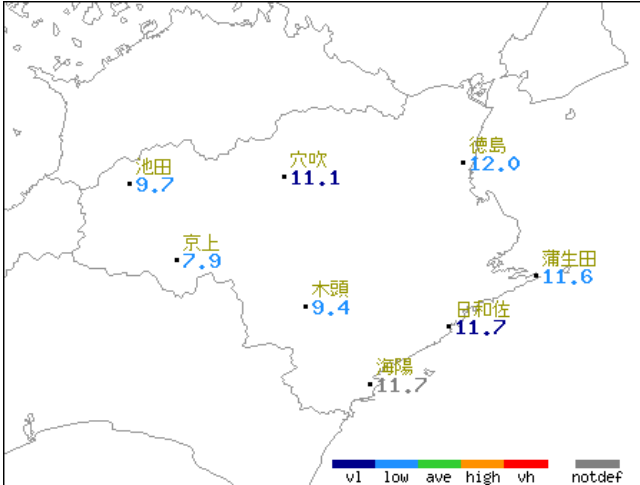 徳島
12.0
穴吹
11.1
池田
9.7
京上
7.9
蒲生田
11.6
木頭
9.4
日和佐
11.7
海陽
11.7
vl low ave high vh notdef